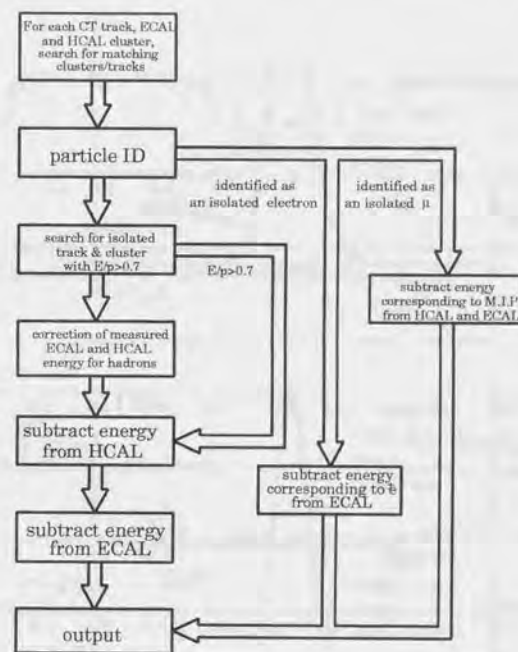 For each CT track, ECAL
and HCAL cluster,
search for matching
clusters/tracks
particle ID
identified as
an isolated electron
identified as
an isolated μ
search for isolated
track & cluster
with E/p>0.7
E/p>0.7
subtract energy
corresponding to M.I.P
from HCAL and ECAL
correction of measured
ECAL and HCAL
energy for hadrons
subtract energy
from HCAL
subtract energy
corresponding to e
from ECAL
subtract energy
from ECAL
output